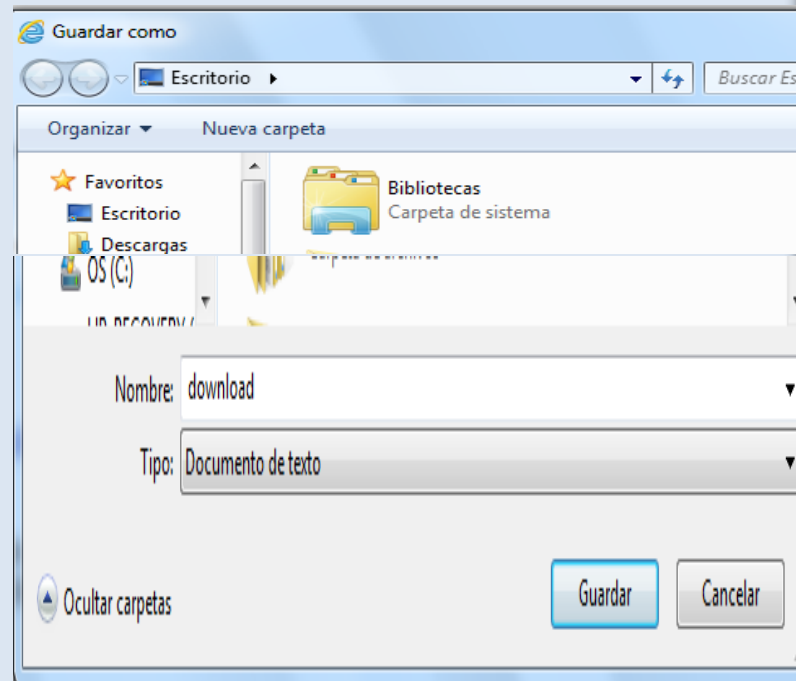 Guardar como
Escritorio
Buscar Es
Organizar
Nueva carpeta
Favoritos
Bibliotecas
Escritorio
Carpeta de sistema
Descargas
OS (C:)
Nombre: download
Tipo: Documento de texto
Ocultar carpetas
Guardar
Cancelar